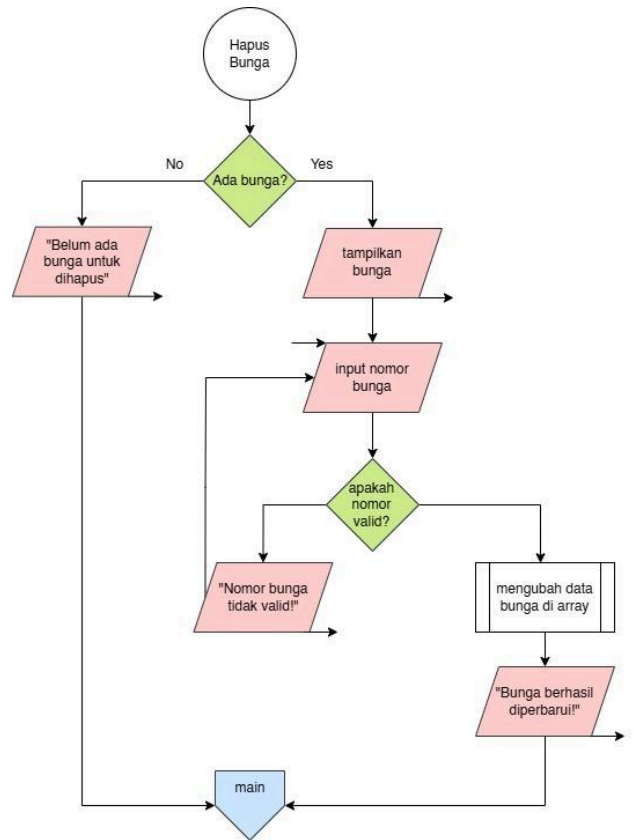 Hapus
Bunga
No
Yes
Ada bunga?
"Belum ada
bunga untuk
dihapus"
tampilkan
bunga
input nomor
bunga
apakah
nomor
valid?
"Nomor bunga
tidak valid!"
mengubah data
bunga di array
"Bunga berhasil
diperbarui!"
main